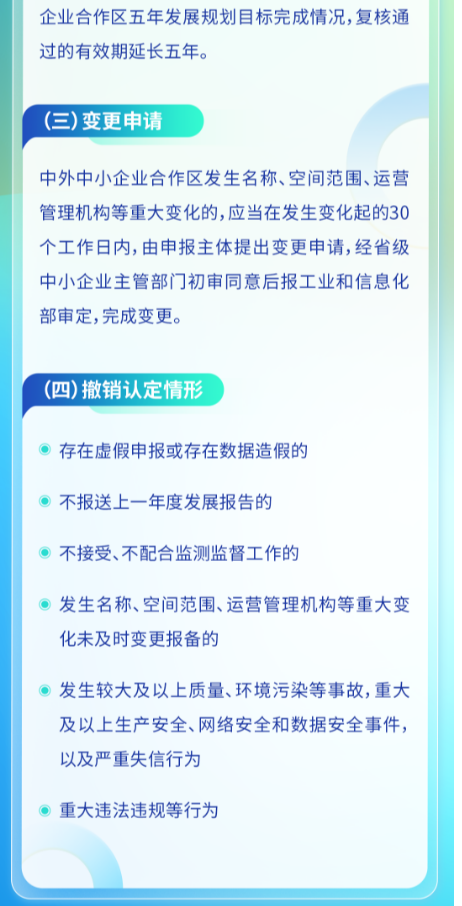 企业合作区五年发展规划目标完成情况，复核通
过的有效期延长五年。
（三）变更申请
中外中小企业合作区发生名称、空间范围、运营
管理机构等重大变化的，应当在发生变化起的30
个工作日内，由申报主体提出变更申请，经省级
中小企业主管部门初审同意后报工业和信息化
部审定，完成变更。
（四）撤销认定情形
存在虚假申报或存在数据造假的
不报送上一年度发展报告的
不接受、不配合监测监督工作的
发生名称、空间范围、运营管理机构等重大变
化未及时变更报备的
发生较大及以上质量、环境污染等事故，重大
及以上生产安全、网络安全和数据安全事件，
以及严重失信行为
重大违法违规等行为